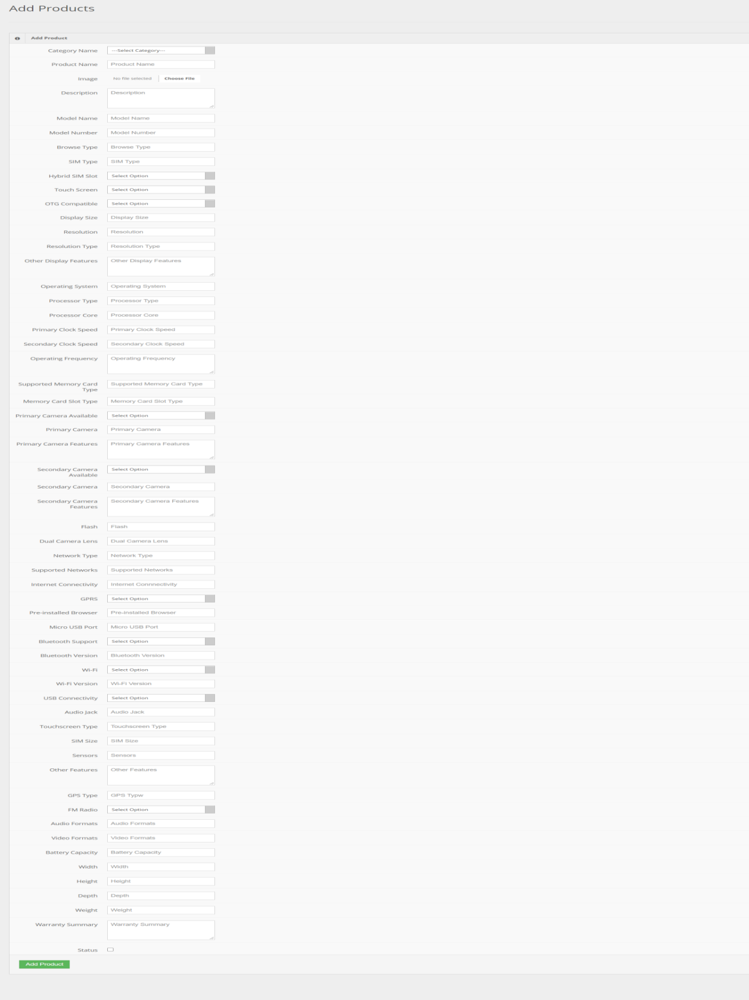 Add Products
Add Product
Category Name ---Select Category---
Product Name Product Name
Image No file selected Choose File
Description Description
Model Name Model Name
Model Number Model Number
Browse Type Browse Type
SIM Type SIM Type
Hybrid SIM Slot Select Option
Touch Screen Select Option
OTG Compatible Select Option
Display Size Display Size
Resolution Resolution
Resolution Type Resolution Type
Other Display Features Other Display Features
Operating System Operating System
Processor Type Processor Type
Processor Core Processor Core
Primary Clock Speed Primary Clock Speed
Secondary Clock Speed Secondary Clock Speed
Operating Frequency Operating Frequency
Supported Memory Card Supported Memory Card Type
Type
Memory Card Slot Type Memory Card Slot Type
Primary Camera Available Select Option
Primary Camera Primary Camera
Primary Camera Features Primary Camera Features
Secondary Camera Select Option
Available
Secondary Camera Secondary Camera
Secondary Camera Secondary Camera Features
Features
Flash Flash
Dual Camera Lens Dual Camera Lens
Network Type Network Type
Supported Networks Supported Networks
Internet Connectivity Internet Connnectivity
GPRS Select Option
Pre-installed Browser Pre-installed Browser
Micro USB Port Micro USB Port
Bluetooth Support Select Option
Bluetooth Version Bluetooth Version
Wi-Fi Select Option
Wi-Fi Version Wi-Fi Version
USB Connectivity Select Option
Audio Jack Audio Jack
Touchscreen Type Touchscreen Type
SIM Size SIM Size
Sensors Sensors
Other Features Other Features
GPS Type GPS Typw
FM Radio Select Option
Audio Formats Audio Formats
Video Formats Video Formats
Battery Capacity Battery Capacity
Width Width
Height Height
Depth Depth
Weight Weight
Warranty Summary Warranty Summary
Status
Add Product